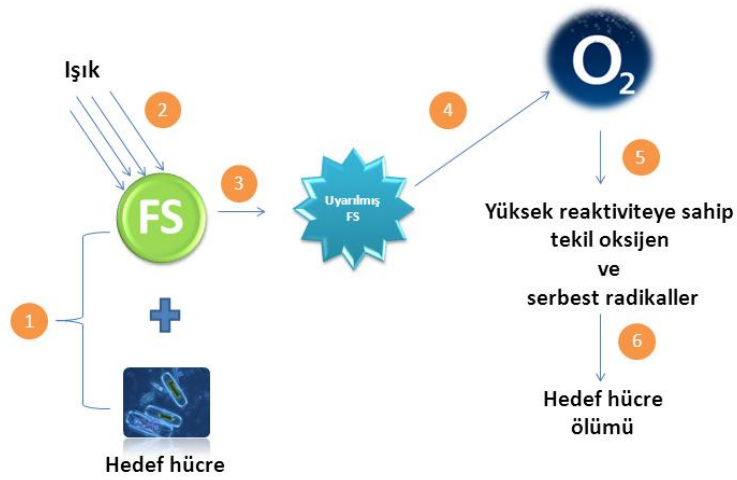 Işık
2
FS
3
Uyarılmış
FS
4
O2
5
Yüksek reaktiviteye sahip
tekil oksijen
ve
serbest radikaller
1
6
Hedef hücre
ölümü
Hedef hücre